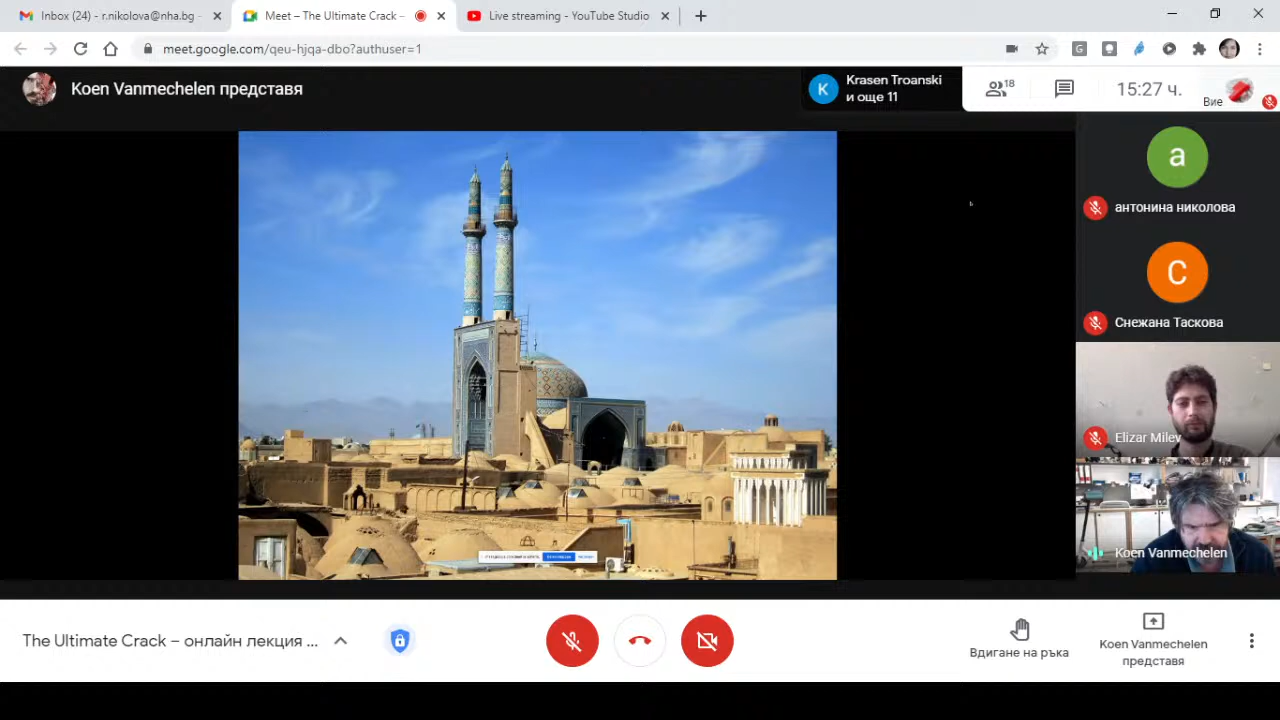 Inbox (24) - r.nikolova@nha.bg -
Meet – The Ultimate Crack –
Live streaming - YouTube Studio
meet.google.com/qeu-hjqa-dbo?authuser=1
Koen Vanmechelen представя
K
Krasen Troanski
и още 11
18
15:27 ч.
Вие
a
антонина николова
C
Снежана Таскова
Elizar Milev
Koen Vanmechelen
The Ultimate Crack – онлайн лекция ...
Вдигане на ръка
Koen Vanmechelen
представя